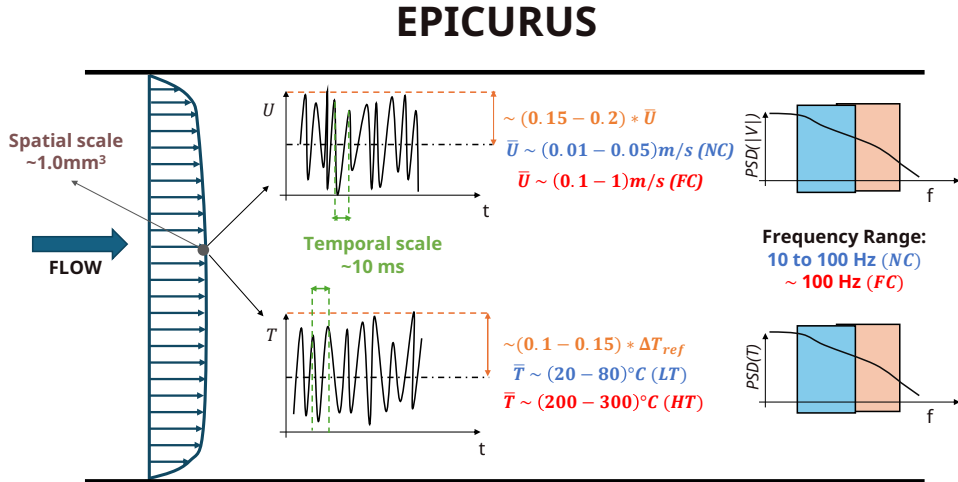 EPICURUS
Spatial scale
~1.0mm³
FLOW
U
t
~ (0.15 − 0.2) * U̅
U̅ ~ (0.01 − 0.05)m/s (NC)
U̅ ~ (0.1 − 1)m/s (FC)
Temporal scale
~10 ms
T
t
~(0.1 − 0.15) * ΔT_ref
T̅ ~ (20 − 80)°C (LT)
T̅ ~ (200 − 300)°C (HT)
PSD(|V|)
f
Frequency Range:
10 to 100 Hz (NC)
~ 100 Hz (FC)
PSD(T)
f